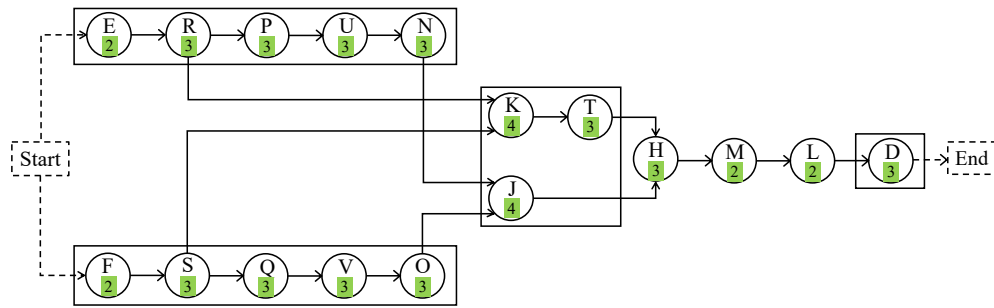 E R P U N
2 3 3 3 3
K T
4 3
Start
H M L D End
3 2 2 3
J
4
F S Q V O
2 3 3 3 3